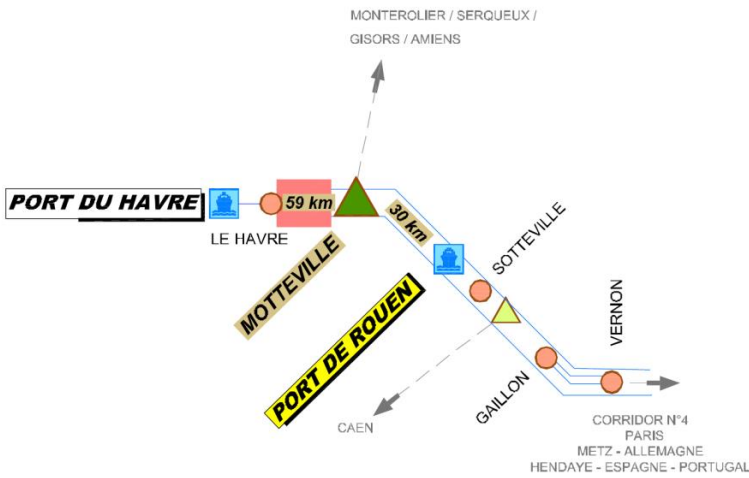 MONTEROLIER / SERQUEUX /
GISORS / AMIENS
PORT DU HAVRE
59 km
30 km
LE HAVRE
SOTTEVILLE
MOTTEVILLE
PORT DE ROUEN
VERNON
GAILLON
CAEN
CORRIDOR N°4
PARIS
METZ - ALLEMAGNE
HENDAYE - ESPAGNE - PORTUGAL